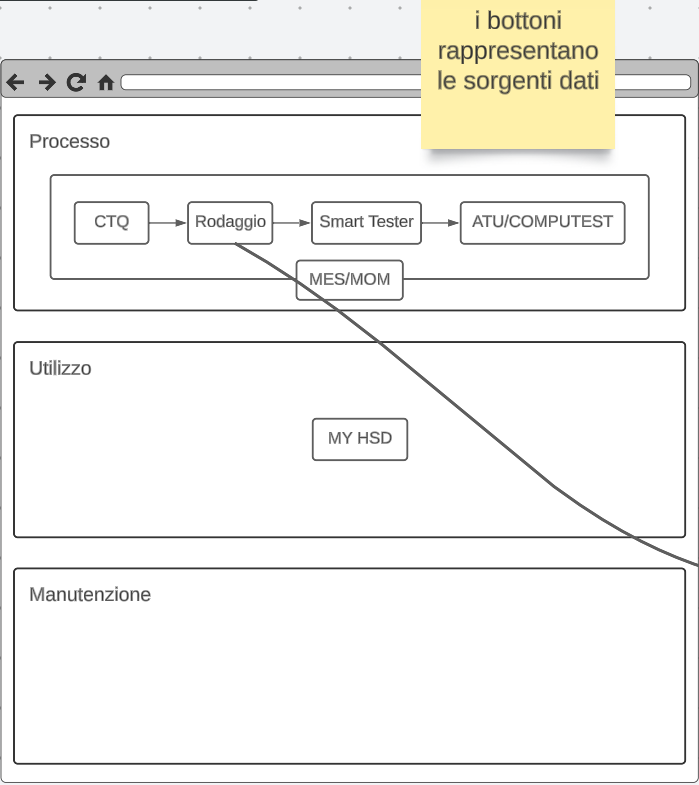 i bottoni
rappresentano
le sorgenti dati
Processo
CTQ
Rodaggio
Smart Tester
ATU/COMPUTEST
MES/MOM
Utilizzo
MY HSD
Manutenzione